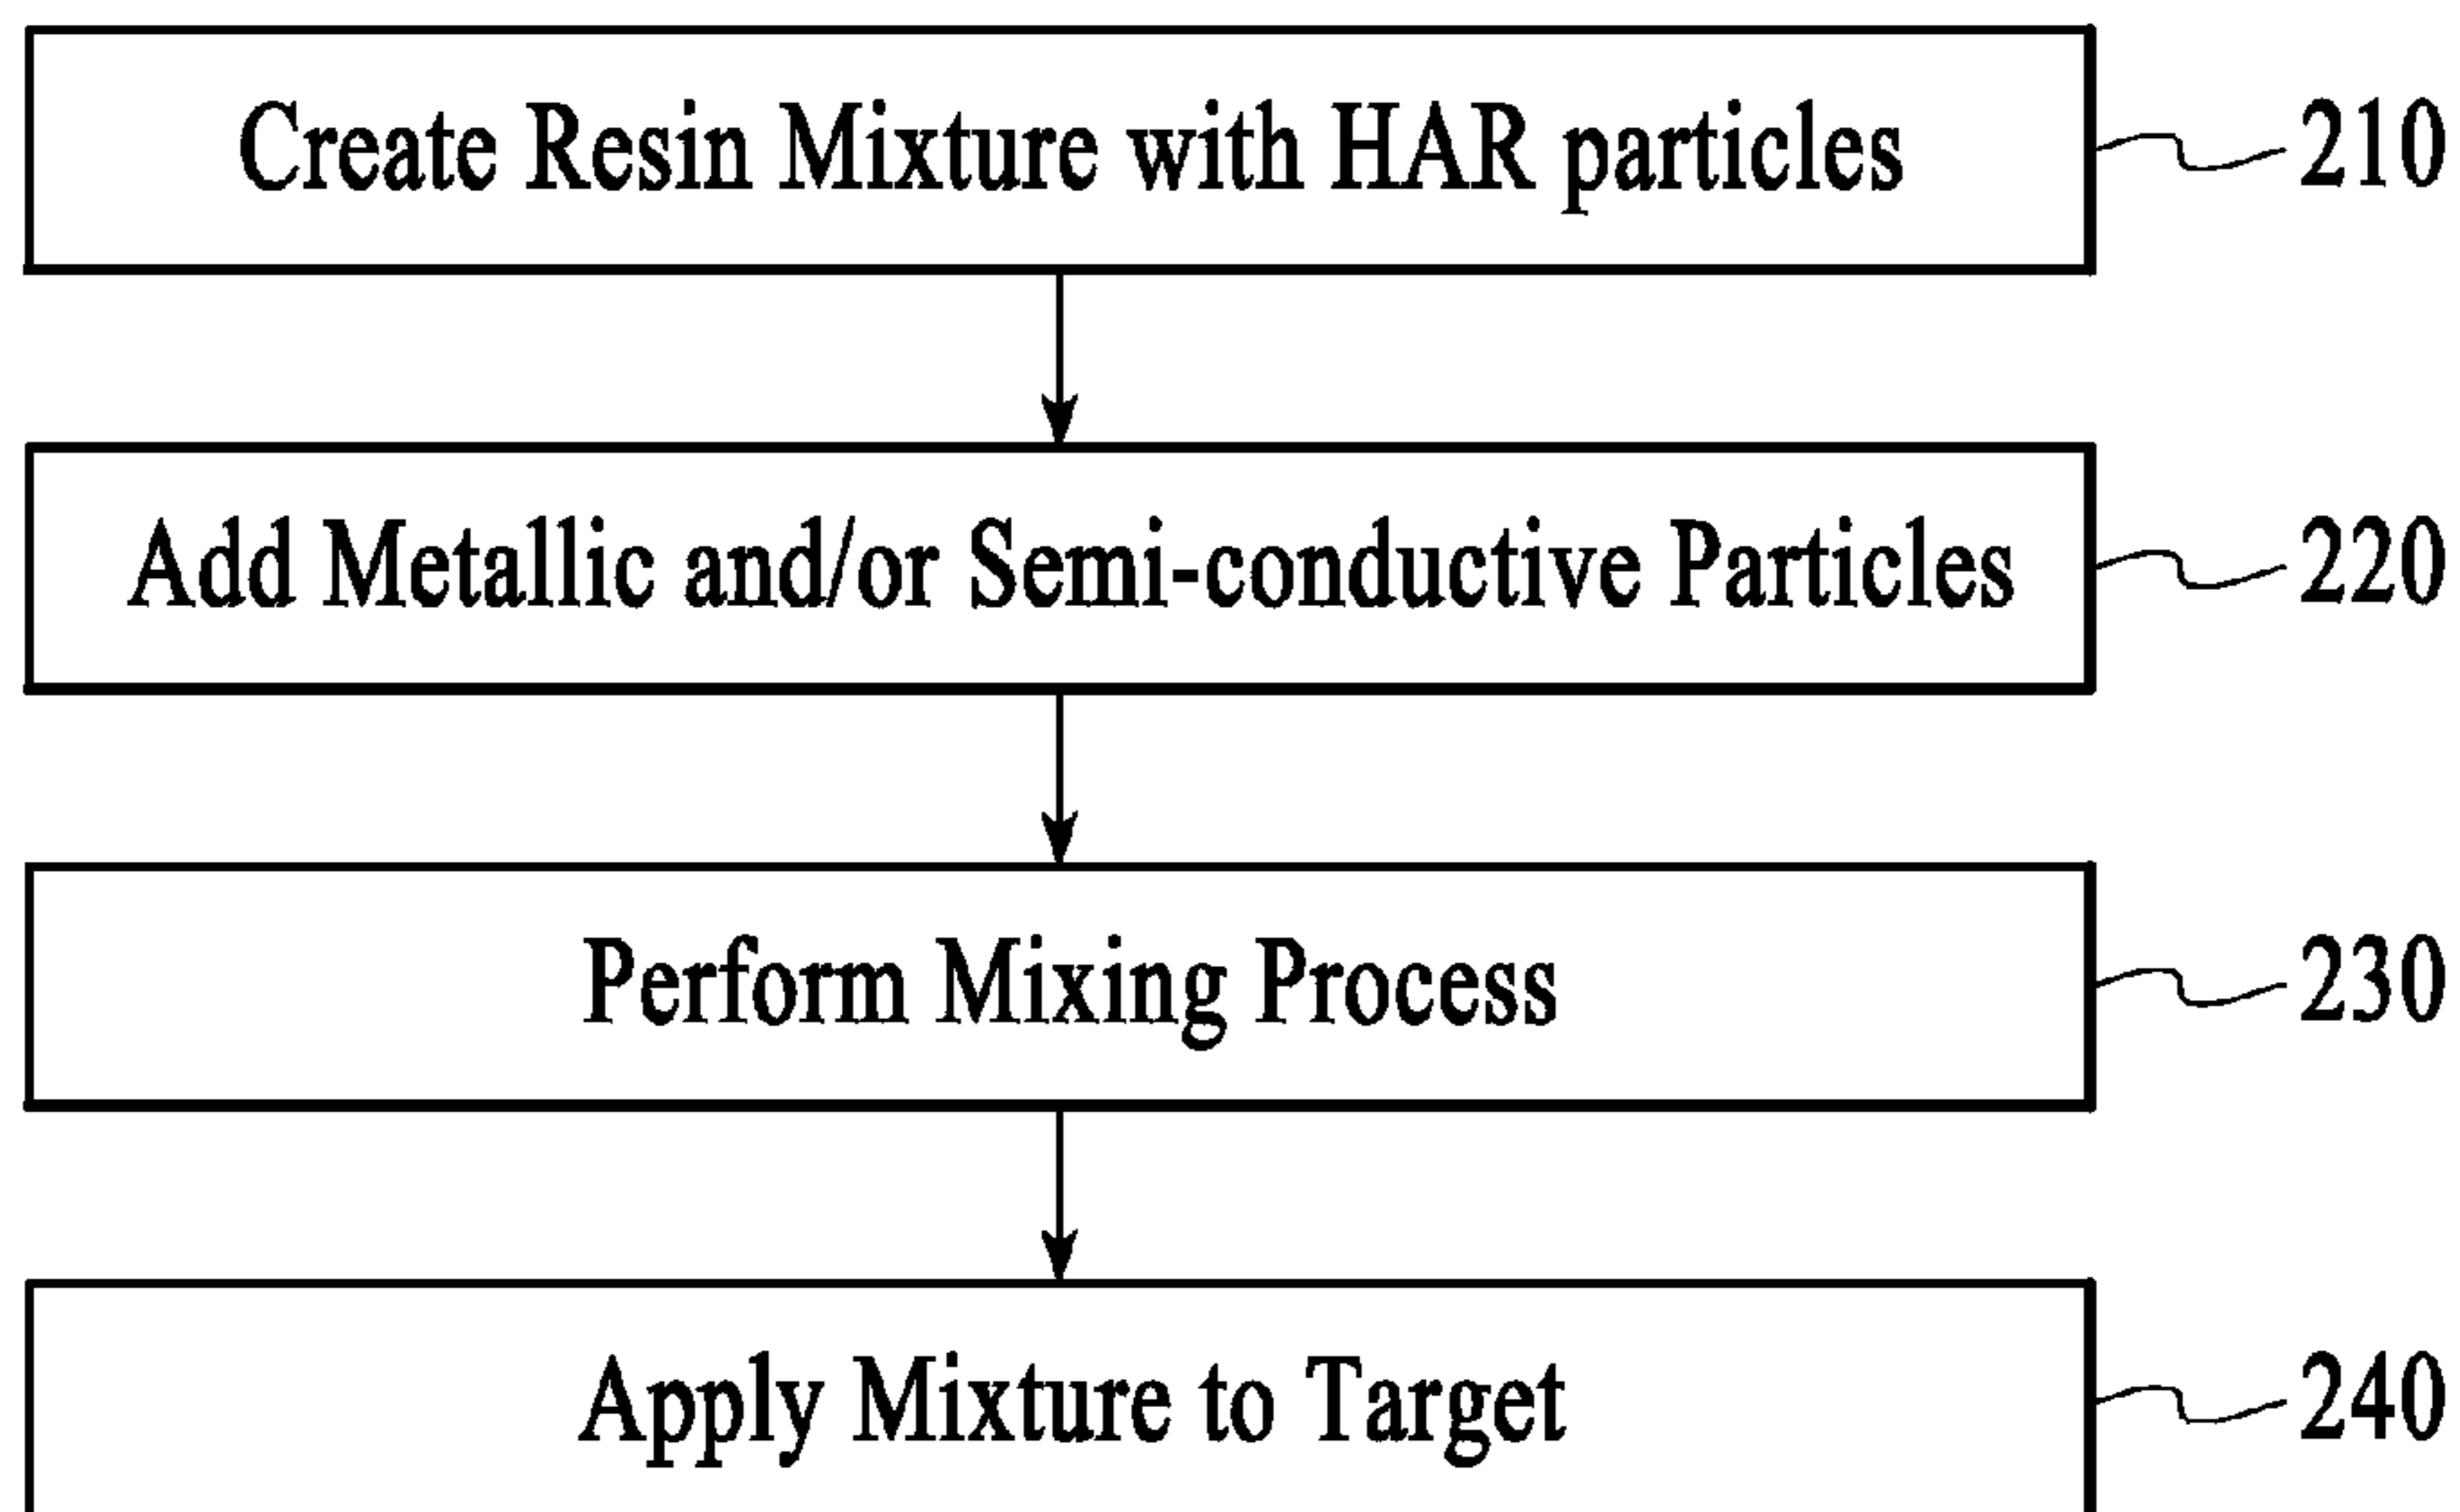 Create Resin Mixture with HAR particles 210
Add Metallic and/or Semi-conductive Particles 220
Perform Mixing Process 230
Apply Mixture to Target 240